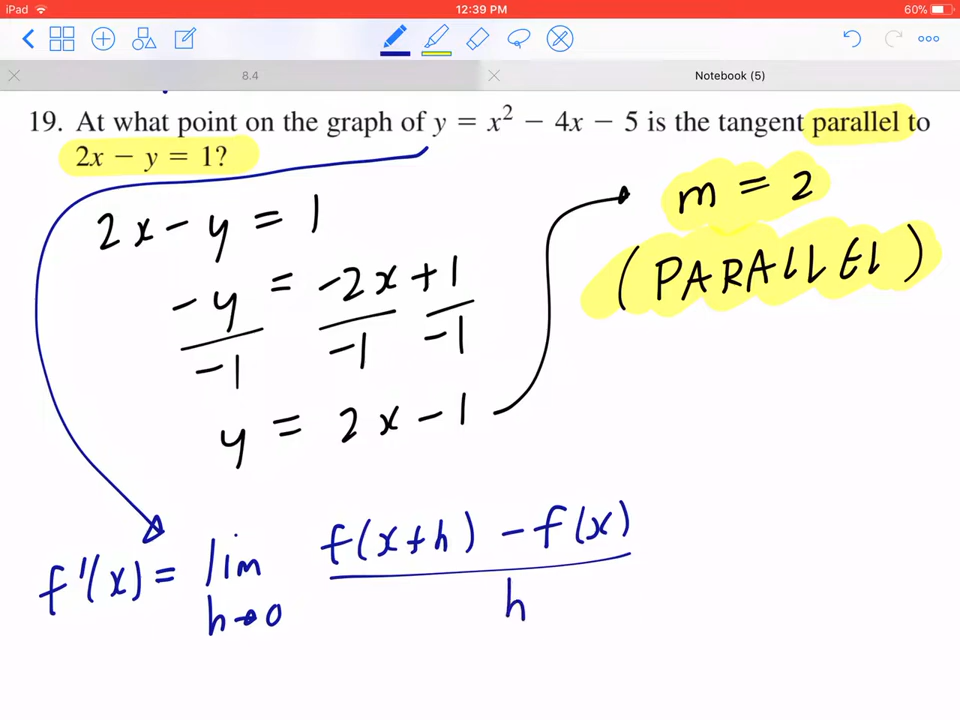 iPad 12:39 PM 60%
8.4 Notebook (5)
19. At what point on the graph of y = x² − 4x − 5 is the tangent parallel to
2x − y = 1?
2x − y = 1
m = 2
(PARALLEL)
−y = −2x + 1
−1 −1 −1
y = 2x − 1
f'(x) = lim f(x+h) − f(x)
h→0 h